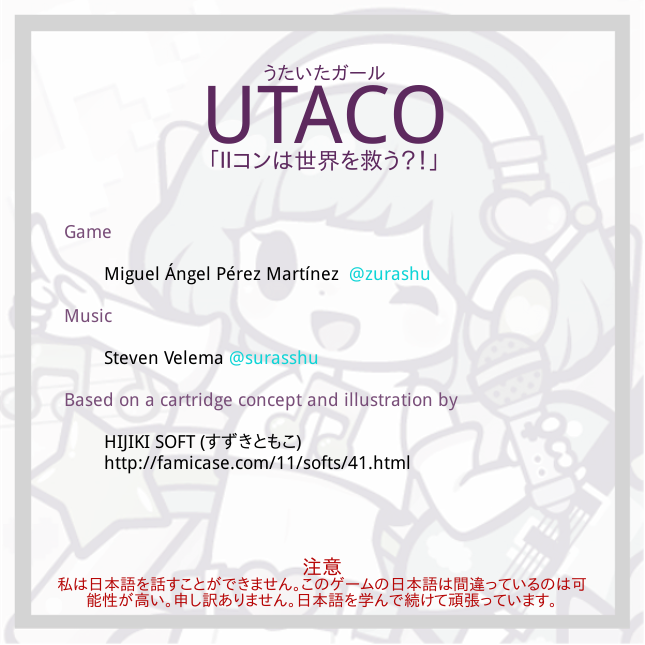 うたいたガール
UTACO
「IIコンは世界を救う?!」
Game
Miguel Ángel Pérez Martínez @zurashu
Music
Steven Velema @surasshu
Based on a cartridge concept and illustration by
HIJIKI SOFT (すずきともこ)
http://famicase.com/11/softs/41.html
注意
私は日本語を話すことができません。このゲームの日本語は間違っているのは可
能性が高い。申し訳ありません。日本語を学んで続けて頑張っています。